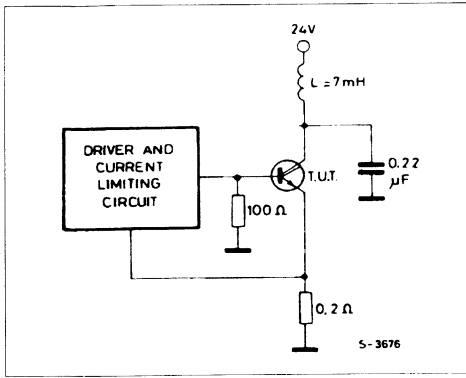 24V
L = 7mH
DRIVER AND
CURRENT
LIMITING
CIRCUIT
T.U.T.
0.22
µF
100 Ω
0.2 Ω
S-3676